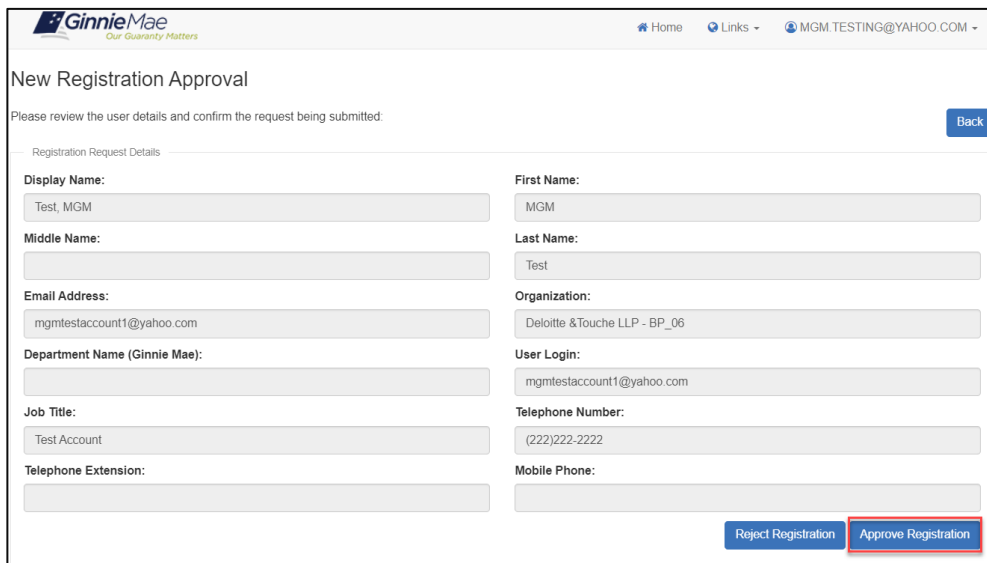 GinnieMae
Our Guaranty Matters
Home Links MGM.TESTING@YAHOO.COM
New Registration Approval
Please review the user details and confirm the request being submitted:
Back
Registration Request Details
Display Name: First Name:
Test, MGM MGM
Middle Name: Last Name:
Test
Email Address: Organization:
mgmtestaccount1@yahoo.com Deloitte &Touche LLP - BP_06
Department Name (Ginnie Mae): User Login:
mgmtestaccount1@yahoo.com
Job Title: Telephone Number:
Test Account (222)222-2222
Telephone Extension: Mobile Phone:
Reject Registration Approve Registration